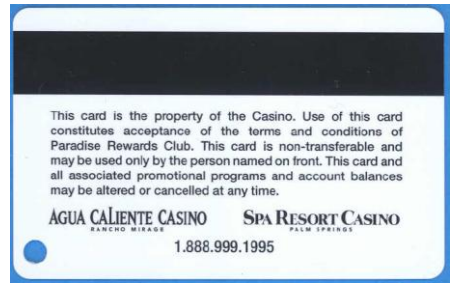 This card is the property of the Casino. Use of this card
constitutes acceptance of the terms and conditions of
Paradise Rewards Club. This card is non-transferable and
may be used only by the person named on front. This card and
all associated promotional programs and account balances
may be altered or cancelled at any time.
AGUA CALIENTE CASINO SPA RESORT CASINO
RANCHO MIRAGE PALM SPRINGS
1.888.999.1995